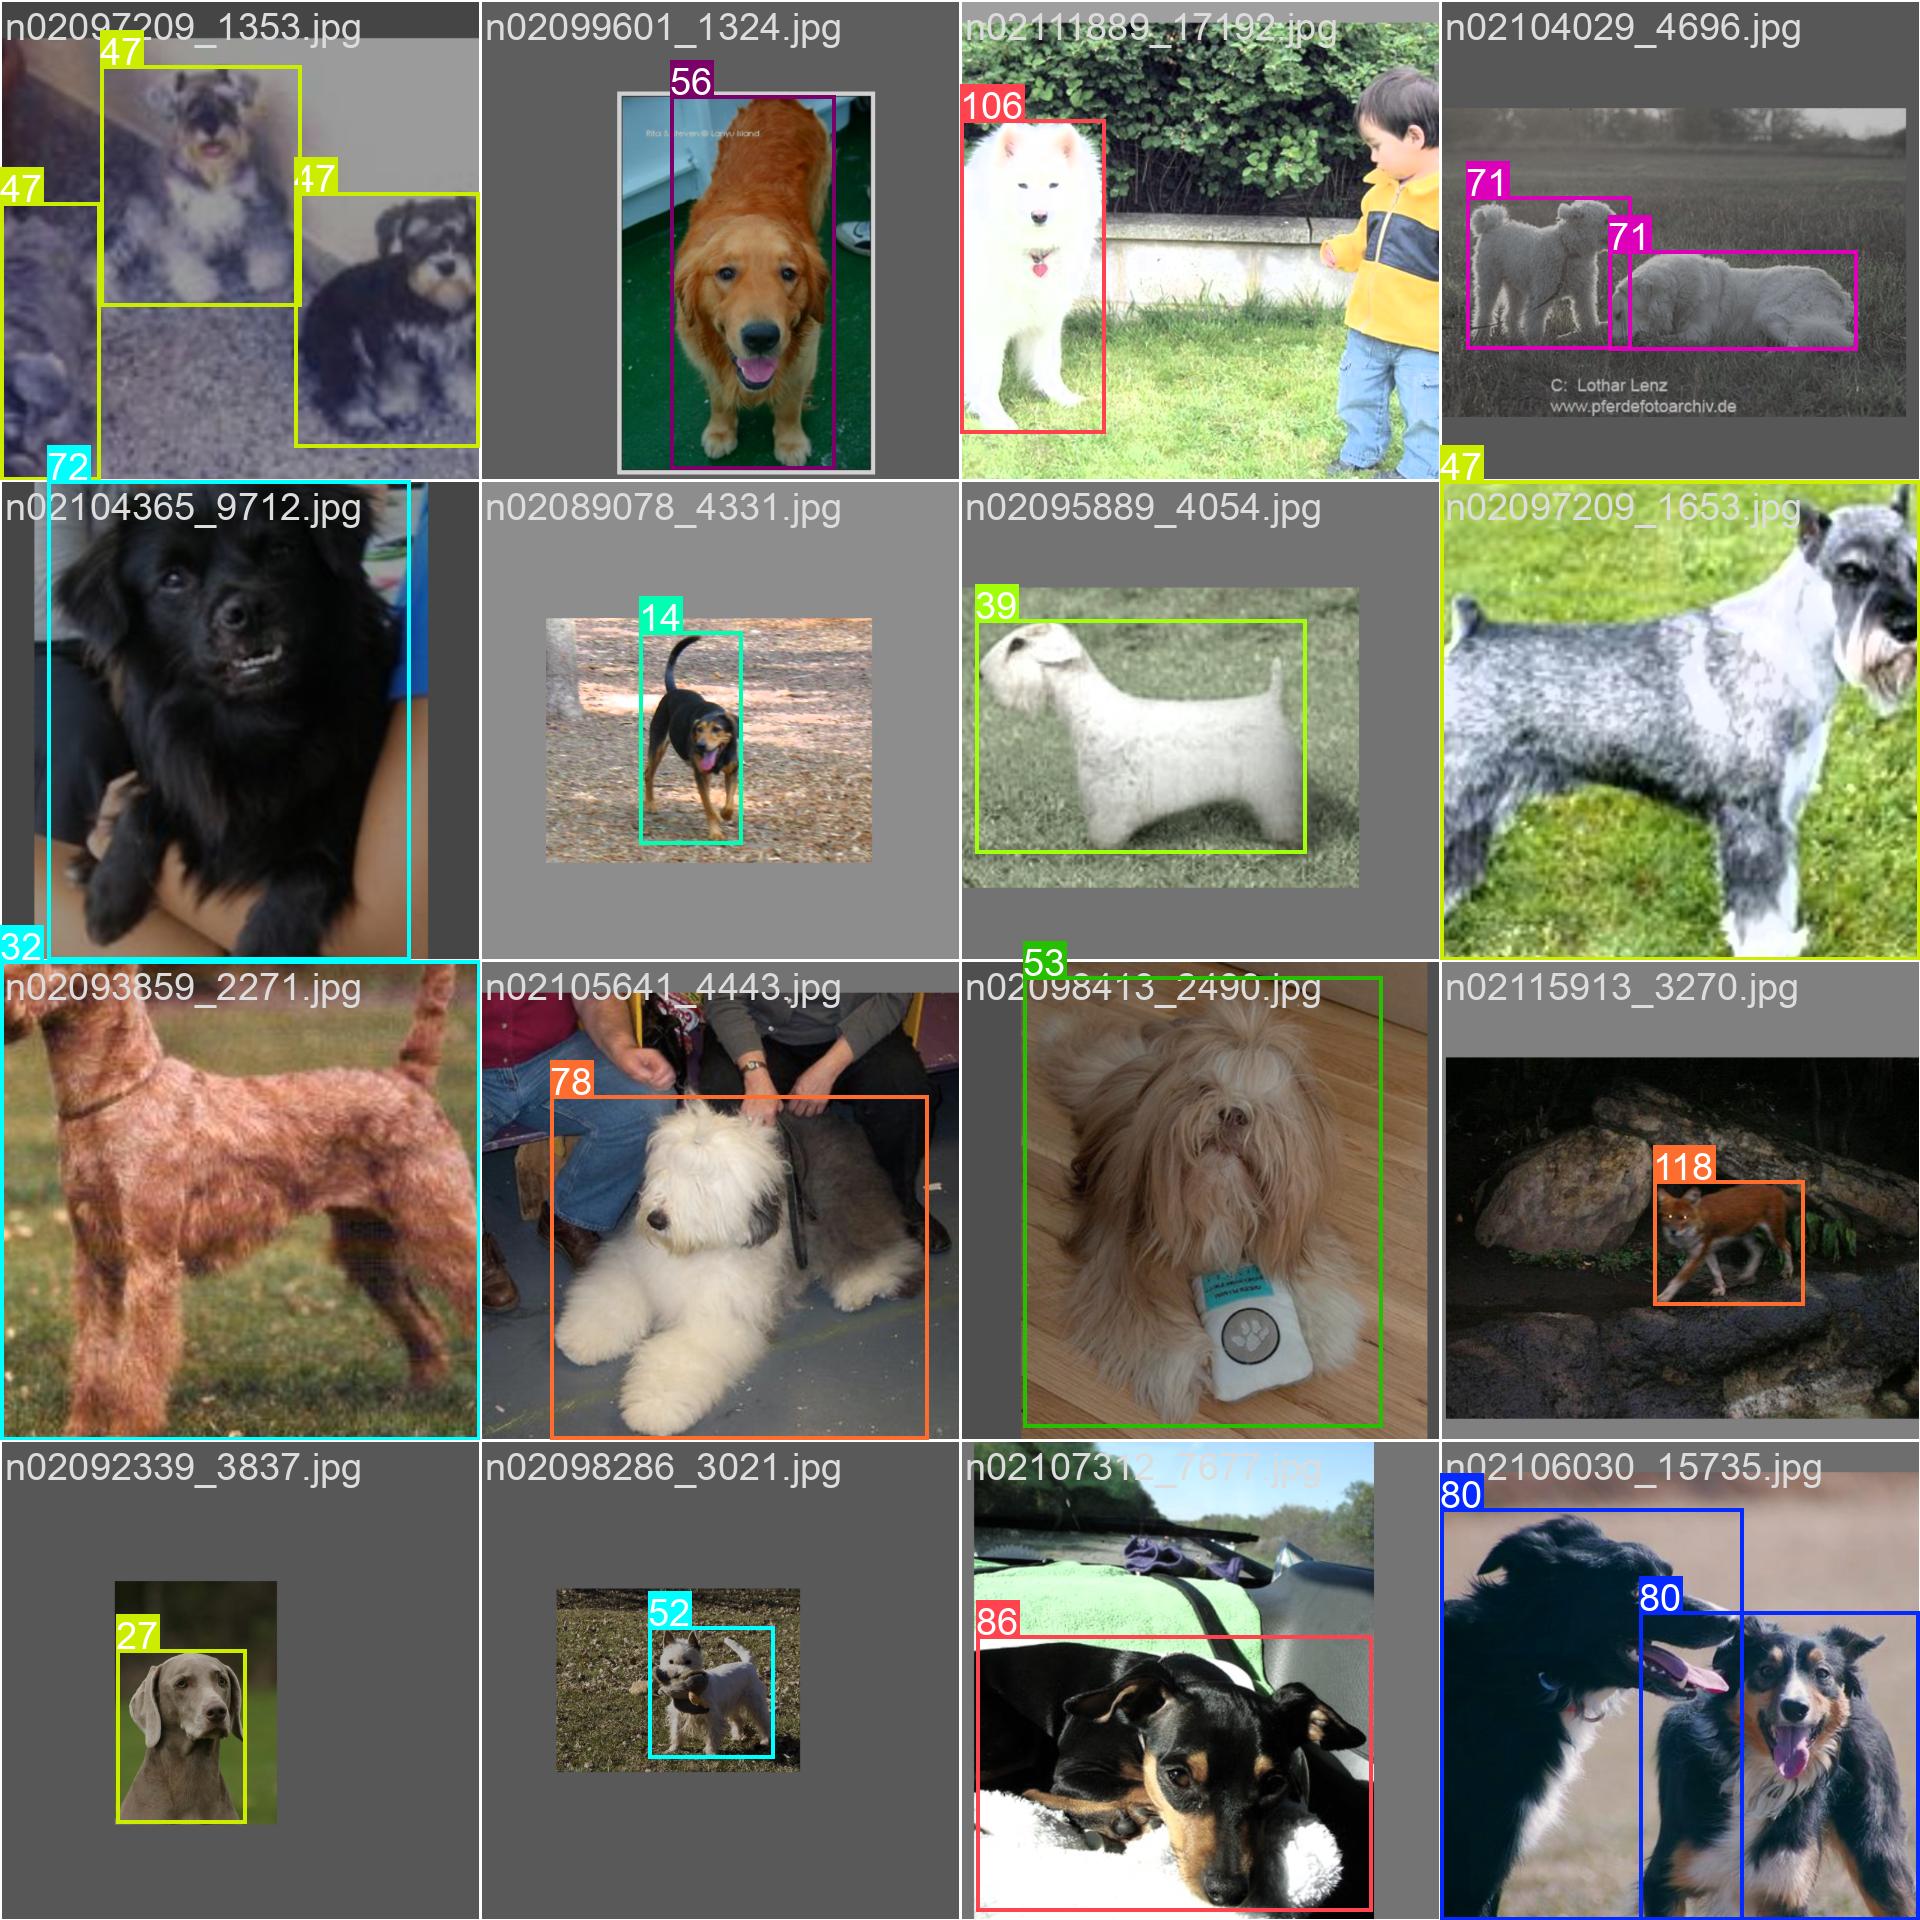 n02097209_1353.jpg
47
47
47
n02099601_1324.jpg
56
Rita & Steven @ Lanyu Island
n02111889_17192.jpg
106
n02104029_4696.jpg
71
71
C: Lothar Lenz
www.pferdefotoarchiv.de
n02104365_9712.jpg
72
n02089078_4331.jpg
14
n02095889_4054.jpg
39
n02097209_1653.jpg
47
n02093859_2271.jpg
32
n02105641_4443.jpg
78
n02098413_2490.jpg
53
n02115913_3270.jpg
118
n02092339_3837.jpg
27
n02098286_3021.jpg
52
n02107312_7677.jpg
86
n02106030_15735.jpg
80
80